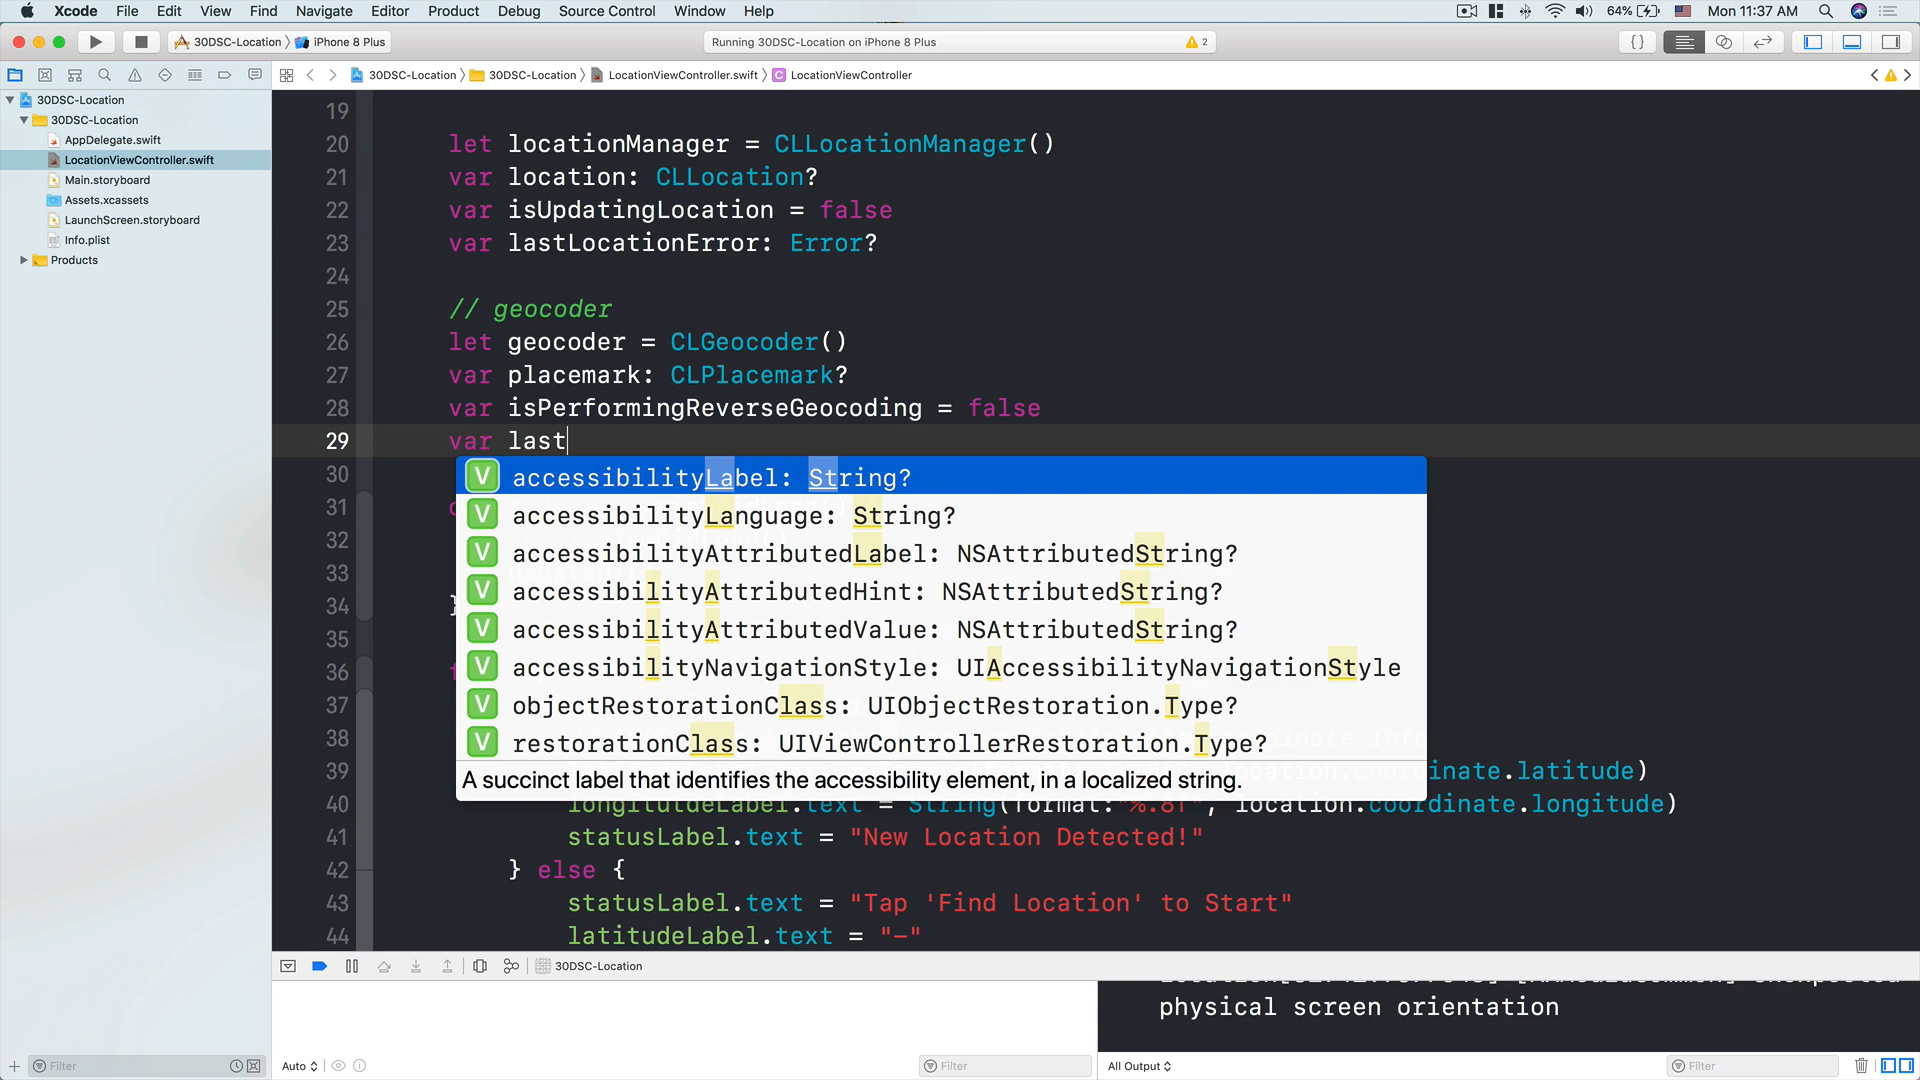 Xcode File Edit View Find Navigate Editor Product Debug Source Control Window Help 64% Mon 11:37 AM
30DSC-Location iPhone 8 Plus Running 30DSC-Location on iPhone 8 Plus 2
30DSC-Location 30DSC-Location LocationViewController.swift C LocationViewController
30DSC-Location
30DSC-Location
AppDelegate.swift
LocationViewController.swift
Main.storyboard
Assets.xcassets
LaunchScreen.storyboard
Info.plist
Products
19
20 let locationManager = CLLocationManager()
21 var location: CLLocation?
22 var isUpdatingLocation = false
23 var lastLocationError: Error?
24
25 // geocoder
26 let geocoder = CLGeocoder()
27 var placemark: CLPlacemark?
28 var isPerformingReverseGeocoding = false
29 var last
30
31
32
33
34 }
35
36
37
38
39
V accessibilityLabel: String?
V accessibilityLanguage: String?
V accessibilityAttributedLabel: NSAttributedString?
V accessibilityAttributedHint: NSAttributedString?
V accessibilityAttributedValue: NSAttributedString?
V accessibilityNavigationStyle: UIAccessibilityNavigationStyle
V objectRestorationClass: UIObjectRestoration.Type?
V restorationClass: UIViewControllerRestoration.Type?
A succinct label that identifies the accessibility element, in a localized string.
location.coordinate.latitude)
40 longitutdeLabel.text = String(format:"%.8f", location.coordinate.longitude)
41 statusLabel.text = "New Location Detected!"
42 } else {
43 statusLabel.text = "Tap 'Find Location' to Start"
44 latitudeLabel.text = "-"
30DSC-Location
physical screen orientation
Filter Auto Filter All Output Filter